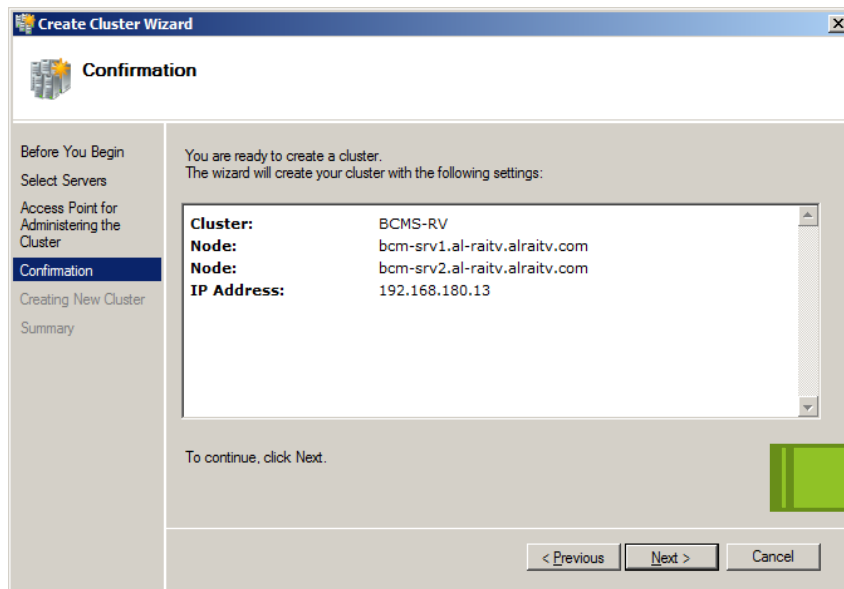 Create Cluster Wizard
Confirmation
Before You Begin
Select Servers
Access Point for
Administering the
Cluster
Confirmation
Creating New Cluster
Summary
You are ready to create a cluster.
The wizard will create your cluster with the following settings:
Cluster: BCMS-RV
Node: bcm-srv1.al-raitv.alraitv.com
Node: bcm-srv2.al-raitv.alraitv.com
IP Address: 192.168.180.13
To continue, click Next.
< Previous Next > Cancel